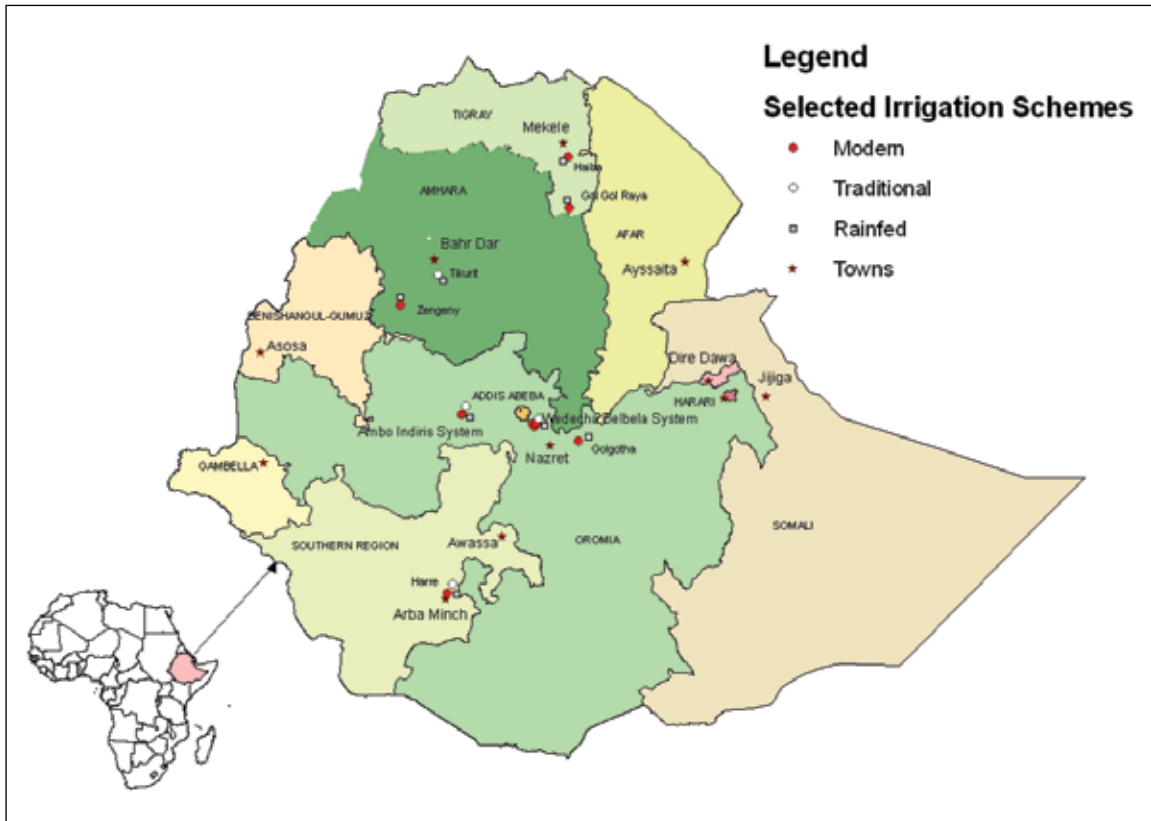 Legend
Selected Irrigation Schemes
Modern
Traditional
Rainfed
Towns
TIGRAY
Mekele
Haiba
Gol Gol Raya
AMHARA
AFAR
Bahr Dar
Tikurit
Ayssaita
Zengeny
BENISHANGUL-GUMUZ
Asosa
Dire Dawa
Jijiga
HARARI
ADDIS ABEBA
Ambo Indiris System
Wedecha Belbela System
Golgotha
Nazret
GAMBELLA
SOMALI
SOUTHERN REGION
Awassa
OROMIA
Harre
Arba Minch